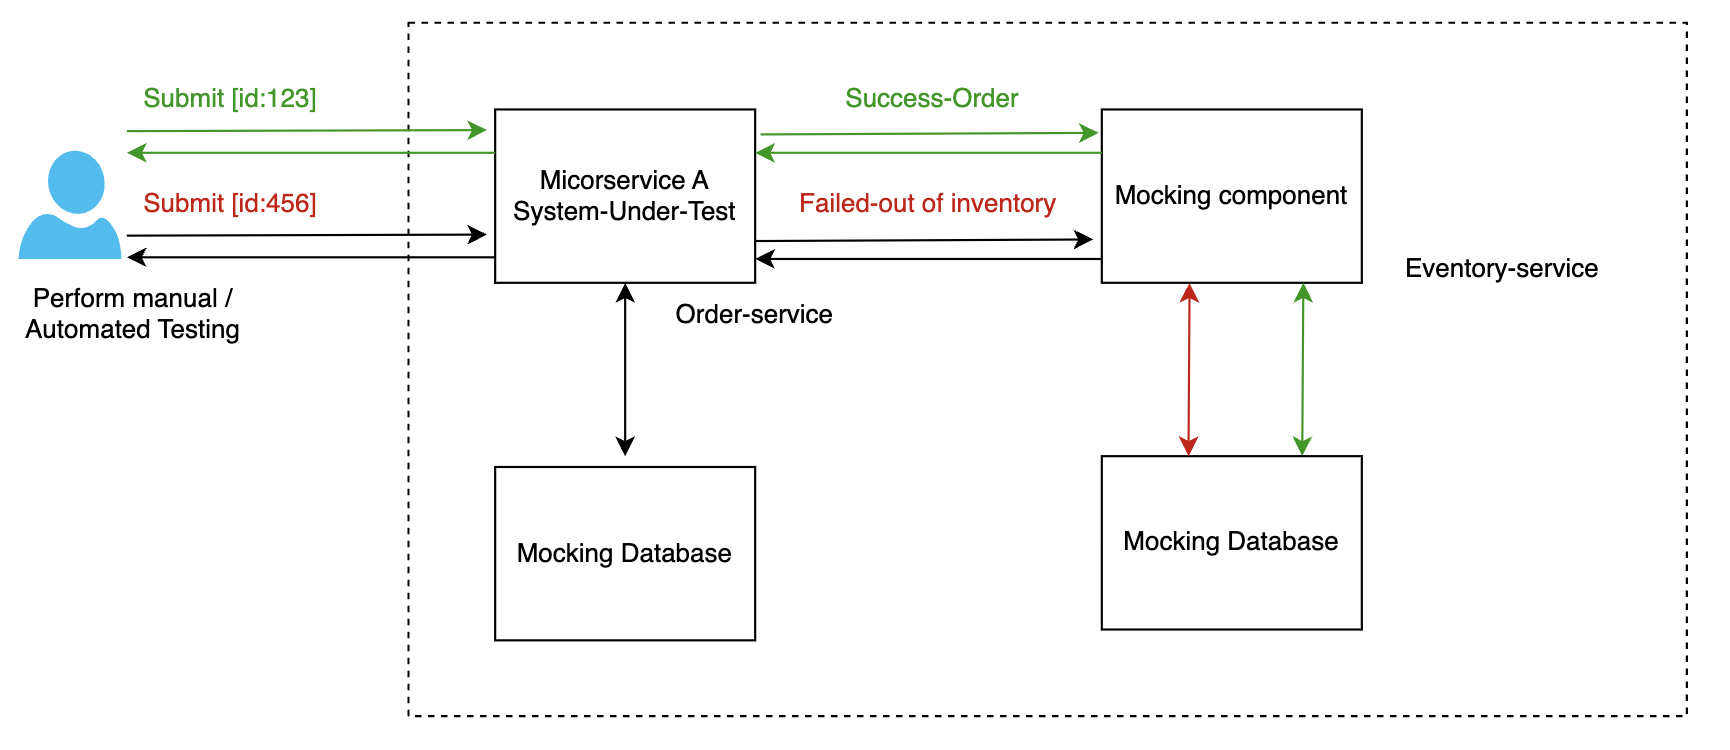 Submit [id:123]
Success-Order
Micorservice A
System-Under-Test
Mocking component
Submit [id:456]
Failed-out of inventory
Eventory-service
Perform manual /
Automated Testing
Order-service
Mocking Database
Mocking Database